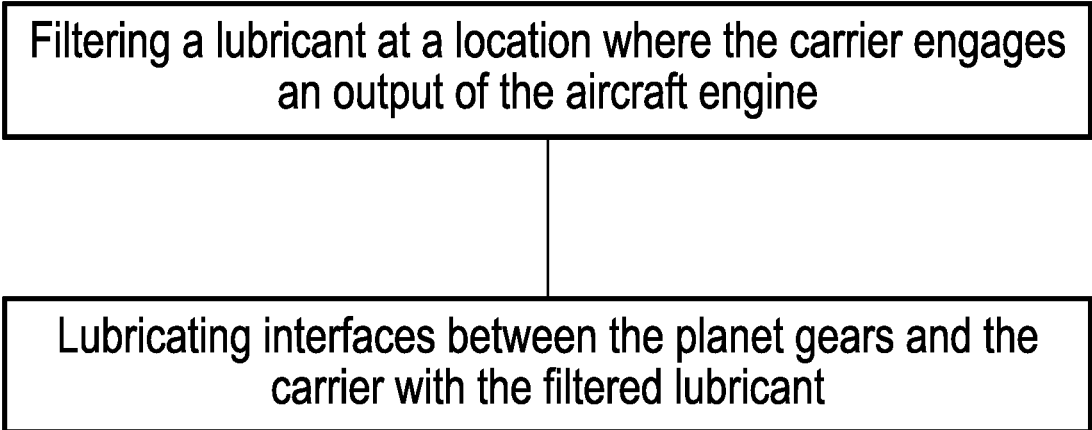 Filtering a lubricant at a location where the carrier engages
an output of the aircraft engine
Lubricating interfaces between the planet gears and the
carrier with the filtered lubricant